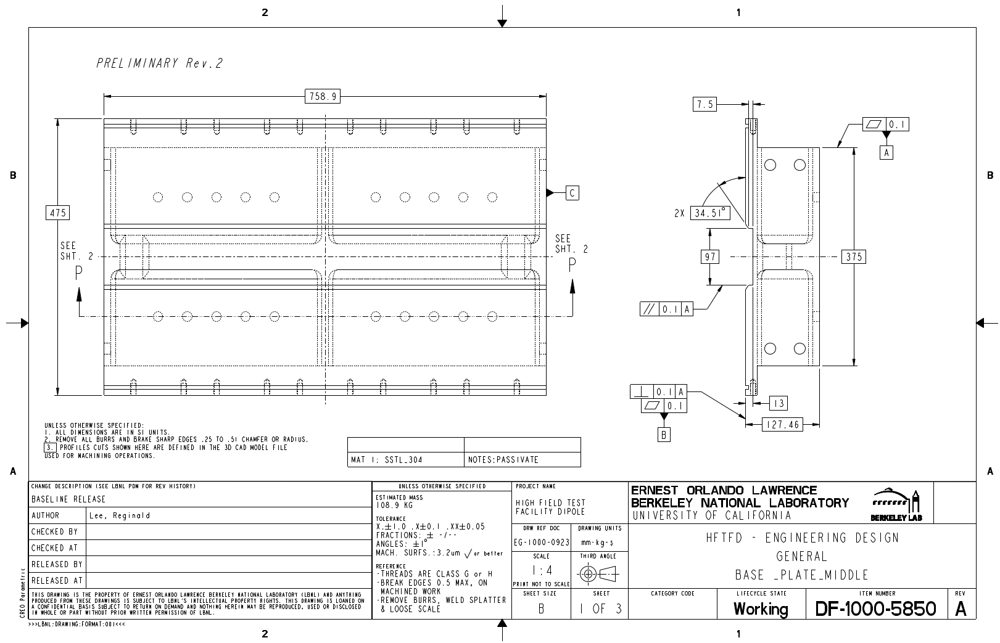 2 1
PRELIMINARY Rev.2
758.9
7.5
0.1
A
B B
C
475
2X 34.51°
SEE
SHT. 2
P
SEE
SHT. 2
P
97
375
// 0.1 A
0.1 A
0.1
B
13
127.46
UNLESS OTHERWISE SPECIFIED:
1. ALL DIMENSIONS ARE IN SI UNITS.
2. REMOVE ALL BURRS AND BRAKE SHARP EDGES .25 TO .51 CHAMFER OR RADIUS.
3. PROFILES CUTS SHOWN HERE ARE DEFINED IN THE 3D CAD MODEL FILE
USED FOR MACHINING OPERATIONS.
MAT 1: SSTL_304 NOTES:PASSIVATE
A A
CHANGE DESCRIPTION (SEE LBNL PDM FOR REV HISTORY)
BASELINE RELEASE
AUTHOR Lee, Reginald
CHECKED BY
CHECKED AT
RELEASED BY
RELEASED AT
THIS DRAWING IS THE PROPERTY OF ERNEST ORLANDO LAWRENCE BERKELEY NATIONAL LABORATORY (LBNL) AND ANYTHING
PRODUCED FROM THESE DRAWINGS IS SUBJECT TO LBNL'S INTELLECTUAL PROPERTY RIGHTS. THIS DRAWING IS LOANED ON
A CONFIDENTIAL BASIS SUBJECT TO RETURN ON DEMAND AND NOTHING HEREIN MAY BE REPRODUCED, USED OR DISCLOSED
IN WHOLE OR PART WITHOUT PRIOR WRITTEN PERMISSION OF LBNL.
UNLESS OTHERWISE SPECIFIED
ESTIMATED MASS
108.9 KG
TOLERANCE
X.±1.0 .X±0.1 .XX±0.05
FRACTIONS: ± -/--
ANGLES: ±1°
MACH. SURFS.:3.2um √or better
REFERENCE
-THREADS ARE CLASS G or H
-BREAK EDGES 0.5 MAX, ON
MACHINED WORK
-REMOVE BURRS, WELD SPLATTER
& LOOSE SCALE
PROJECT NAME
HIGH FIELD TEST
FACILITY DIPOLE
DRW REF DOC
EG-1000-0923
DRAWING UNITS
mm-kg-s
SCALE
1:4
PRINT NOT TO SCALE
THIRD ANGLE
SHEET SIZE
B
SHEET
1 OF 3
ERNEST ORLANDO LAWRENCE
BERKELEY NATIONAL LABORATORY
UNIVERSITY OF CALIFORNIA
BERKELEY LAB
HFTFD - ENGINEERING DESIGN
GENERAL
BASE _PLATE_MIDDLE
CATEGORY CODE
LIFECYCLE STATE
Working
ITEM NUMBER
DF-1000-5850
REV
A
CREO Parametric
>>>LBNL-DRAWING-FORMAT-001<<<
2 1